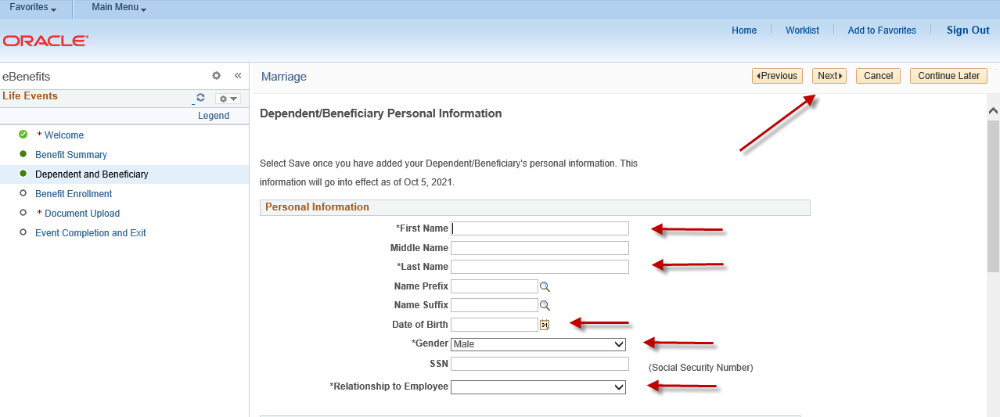 Favorites
Main Menu
ORACLE
Home
Worklist
Add to Favorites
Sign Out
eBenefits
Life Events
Legend
* Welcome
Benefit Summary
Dependent and Beneficiary
Benefit Enrollment
* Document Upload
Event Completion and Exit
Marriage
Previous
Next
Cancel
Continue Later
Dependent/Beneficiary Personal Information
Select Save once you have added your Dependent/Beneficiary's personal information. This
information will go into effect as of Oct 5, 2021.
Personal Information
*First Name
Middle Name
*Last Name
Name Prefix
Name Suffix
Date of Birth
31
*Gender Male
SSN
(Social Security Number)
*Relationship to Employee